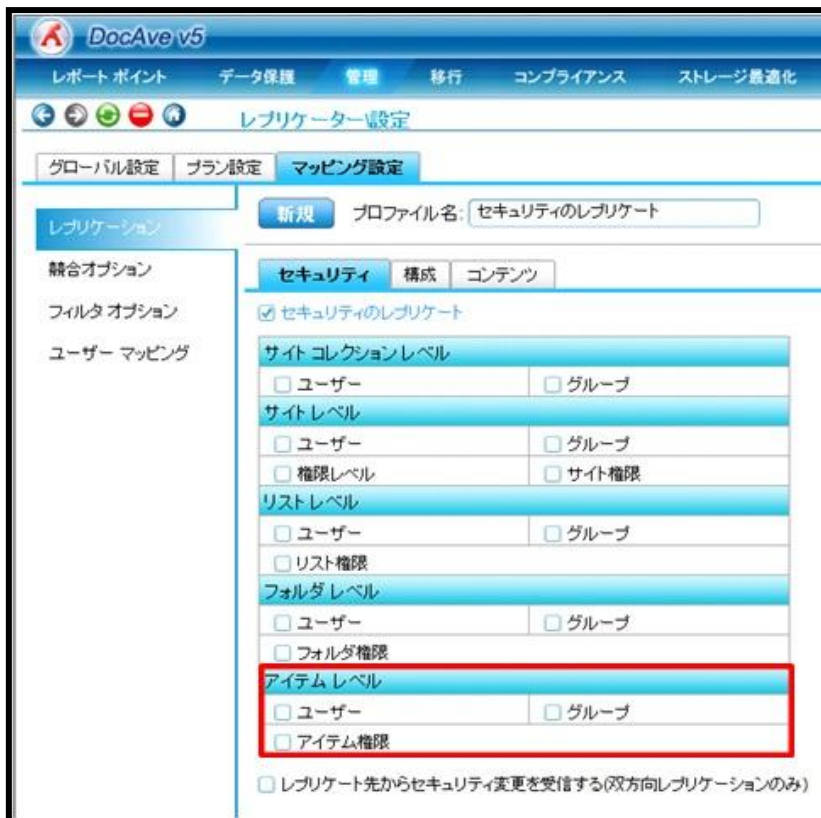 DocAve v5
レポート ポイント データ保護 管理 移行 コンプライアンス ストレージ最適化
レプリケーター\設定
グローバル設定 プラン設定 マッピング設定
レプリケーション
競合オプション
フィルタ オプション
ユーザー マッピング
新規 プロファイル名: セキュリティのレプリケート
セキュリティ 構成 コンテンツ
セキュリティのレプリケート
サイト コレクション レベル
ユーザー グループ
サイト レベル
ユーザー グループ
権限レベル サイト権限
リスト レベル
ユーザー グループ
リスト権限
フォルダ レベル
ユーザー グループ
フォルダ権限
アイテム レベル
ユーザー グループ
アイテム権限
レプリケート先からセキュリティ変更を受信する(双方向レプリケーションのみ)